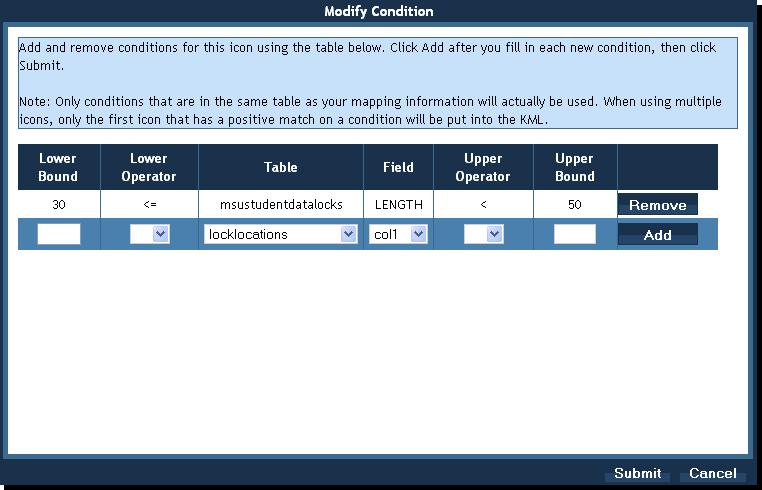 Modify Condition
Add and remove conditions for this icon using the table below. Click Add after you fill in each new condition, then click
Submit.
Note: Only conditions that are in the same table as your mapping information will actually be used. When using multiple
icons, only the first icon that has a positive match on a condition will be put into the KML.
Lower Bound Lower Operator Table Field Upper Operator Upper Bound
30 <= msustudentdatalocks LENGTH < 50 Remove
locklocations col1 Add
Submit Cancel